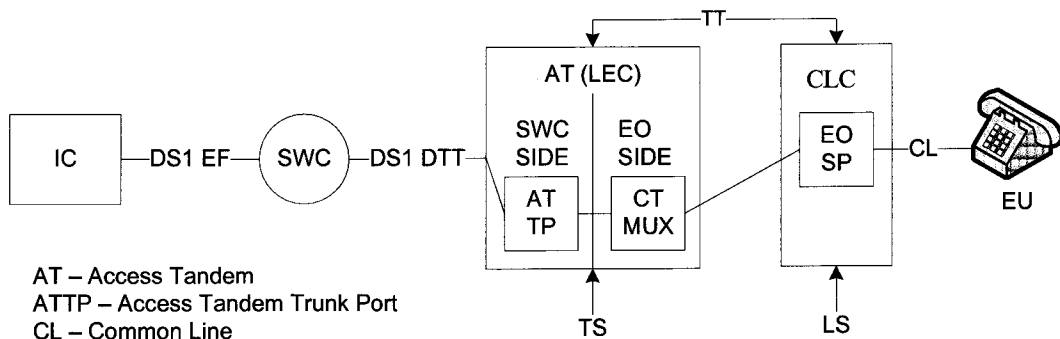 TT
AT (LEC)
CLC
SWC
SIDE
EO
SIDE
IC
DS1 EF
SWC
DS1 DTT
AT
TP
CT
MUX
EO
SP
CL
EU
AT – Access Tandem
ATTP – Access Tandem Trunk Port
CL – Common Line
TS
LS